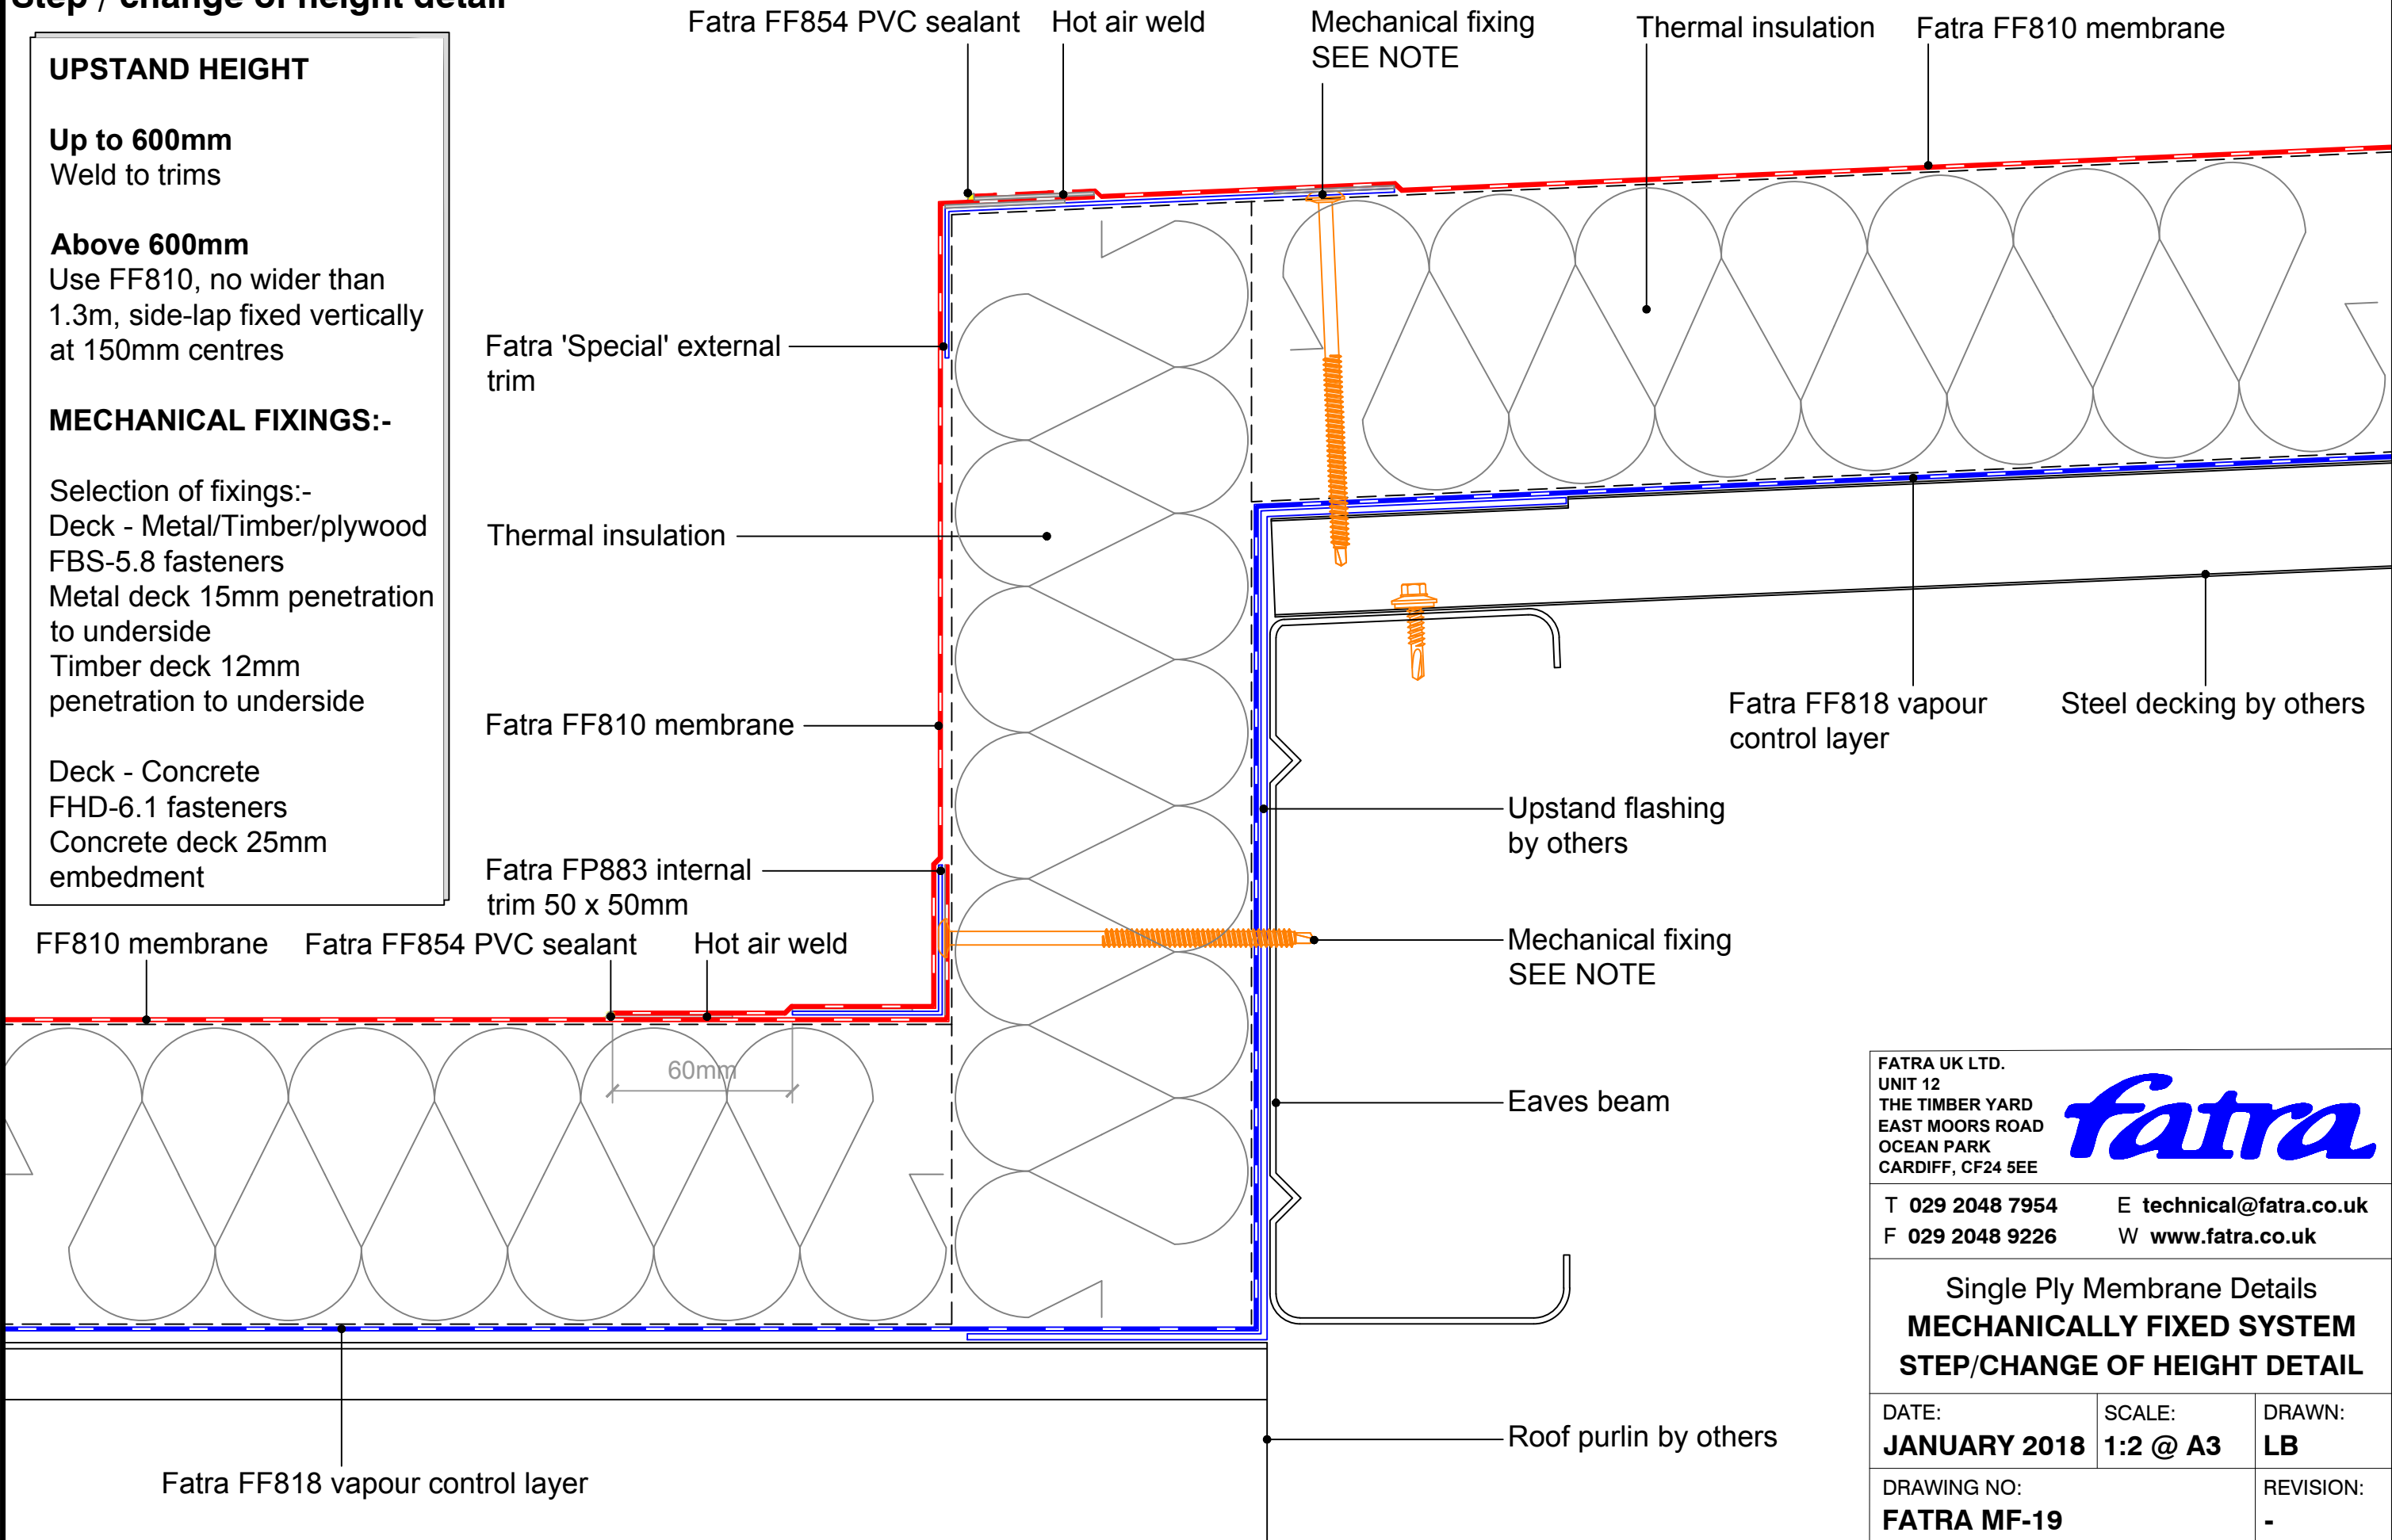 Step / change of height detail
UPSTAND HEIGHT
Up to 600mm
Weld to trims
Above 600mm
Use FF810, no wider than
1.3m, side-lap fixed vertically
at 150mm centres
MECHANICAL FIXINGS:-
Selection of fixings:-
Deck - Metal/Timber/plywood
FBS-5.8 fasteners
Metal deck 15mm penetration
to underside
Timber deck 12mm
penetration to underside
Deck - Concrete
FHD-6.1 fasteners
Concrete deck 25mm
embedment
Fatra FF854 PVC sealant
Hot air weld
Mechanical fixing
SEE NOTE
Thermal insulation
Fatra FF810 membrane
Fatra 'Special' external
trim
Thermal insulation
Fatra FF810 membrane
Fatra FP883 internal
trim 50 x 50mm
FF810 membrane
Fatra FF854 PVC sealant
Hot air weld
60mm
Fatra FF818 vapour control layer
Fatra FF818 vapour
control layer
Steel decking by others
Upstand flashing
by others
Mechanical fixing
SEE NOTE
Eaves beam
Roof purlin by others
FATRA UK LTD.
UNIT 12
THE TIMBER YARD
EAST MOORS ROAD
OCEAN PARK
CARDIFF, CF24 5EE
fatra
T 029 2048 7954
E technical@fatra.co.uk
F 029 2048 9226
W www.fatra.co.uk
Single Ply Membrane Details
MECHANICALLY FIXED SYSTEM
STEP/CHANGE OF HEIGHT DETAIL
DATE:
JANUARY 2018
SCALE:
1:2 @ A3
DRAWN:
LB
DRAWING NO:
FATRA MF-19
REVISION:
-